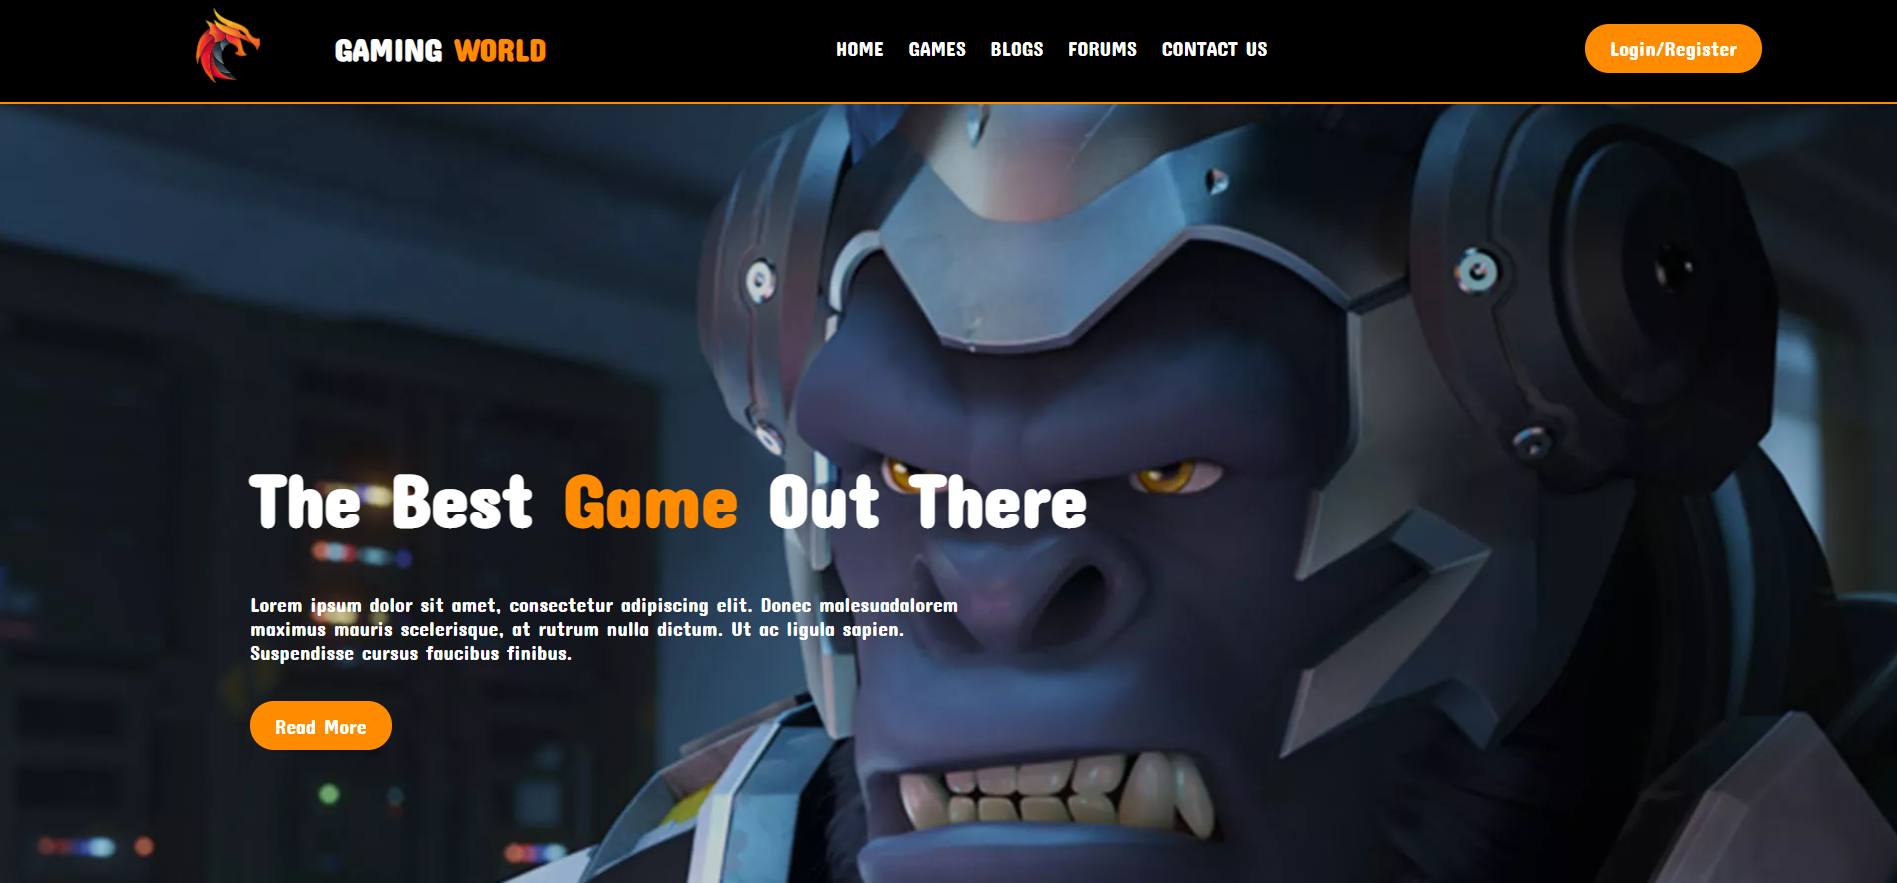 GAMING WORLD
HOME GAMES BLOGS FORUMS CONTACT US
Login/Register
The Best Game Out There
Lorem ipsum dolor sit amet, consectetur adipiscing elit. Donec malesuadalorem
maximus mauris scelerisque, at rutrum nulla dictum. Ut ac ligula sapien.
Suspendisse cursus faucibus finibus.
Read More